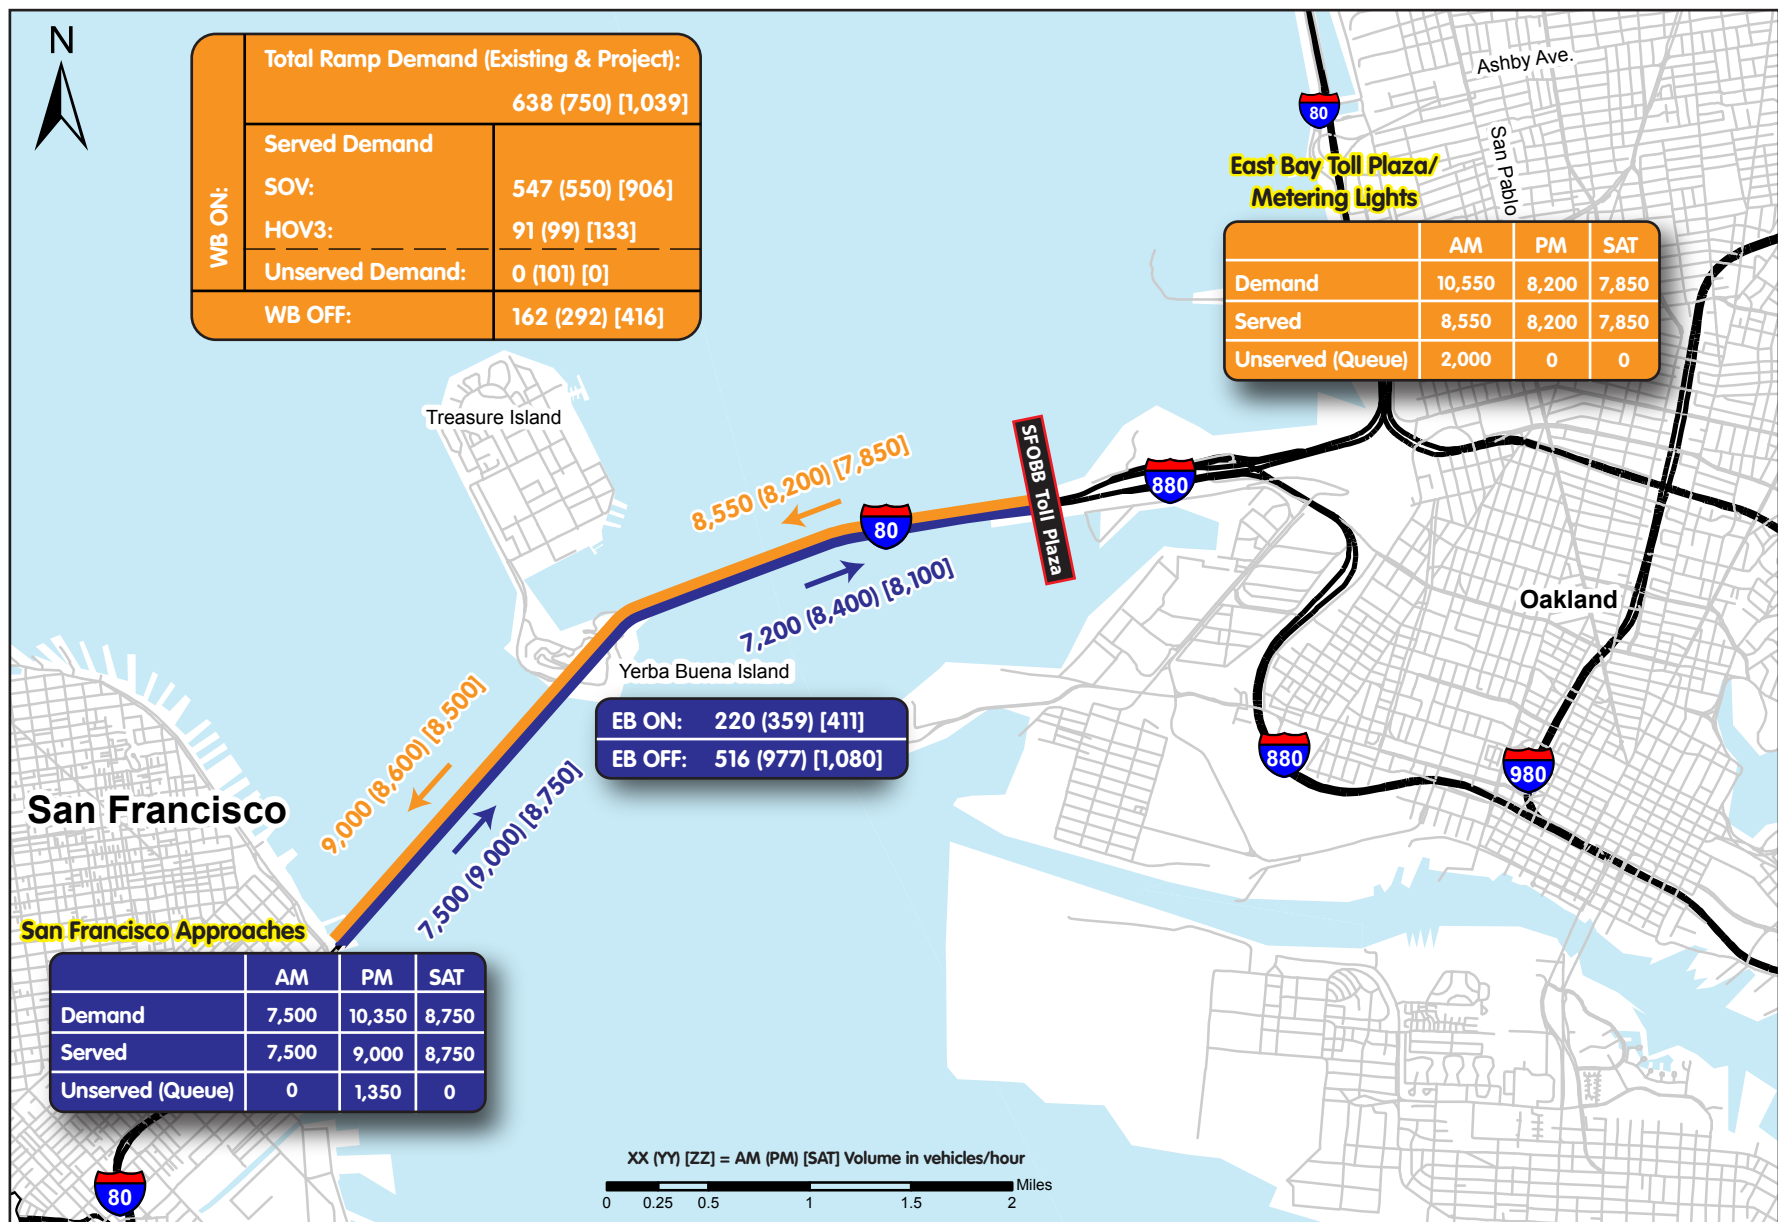 N
Total Ramp Demand (Existing & Project):
638 (750) [1,039]
WB ON:
Served Demand
SOV: 547 (550) [906]
HOV3: 91 (99) [133]
Unserved Demand: 0 (101) [0]
WB OFF: 162 (292) [416]
Ashby Ave.
80
San Pablo
East Bay Toll Plaza/
Metering Lights
AM PM SAT
Demand 10,550 8,200 7,850
Served 8,550 8,200 7,850
Unserved (Queue) 2,000 0 0
Treasure Island
8,550 (8,200) [7,850]
80
SFOBB Toll Plaza
880
7,200 (8,400) [8,100]
Oakland
Yerba Buena Island
EB ON: 220 (359) [411]
EB OFF: 516 (977) [1,080]
9,000 (8,600) [8,500]
7,500 (9,000) [8,750]
880
980
San Francisco
San Francisco Approaches
AM PM SAT
Demand 7,500 10,350 8,750
Served 7,500 9,000 8,750
Unserved (Queue) 0 1,350 0
80
XX (YY) [ZZ] = AM (PM) [SAT] Volume in vehicles/hour
Miles
0 0.25 0.5 1 1.5 2